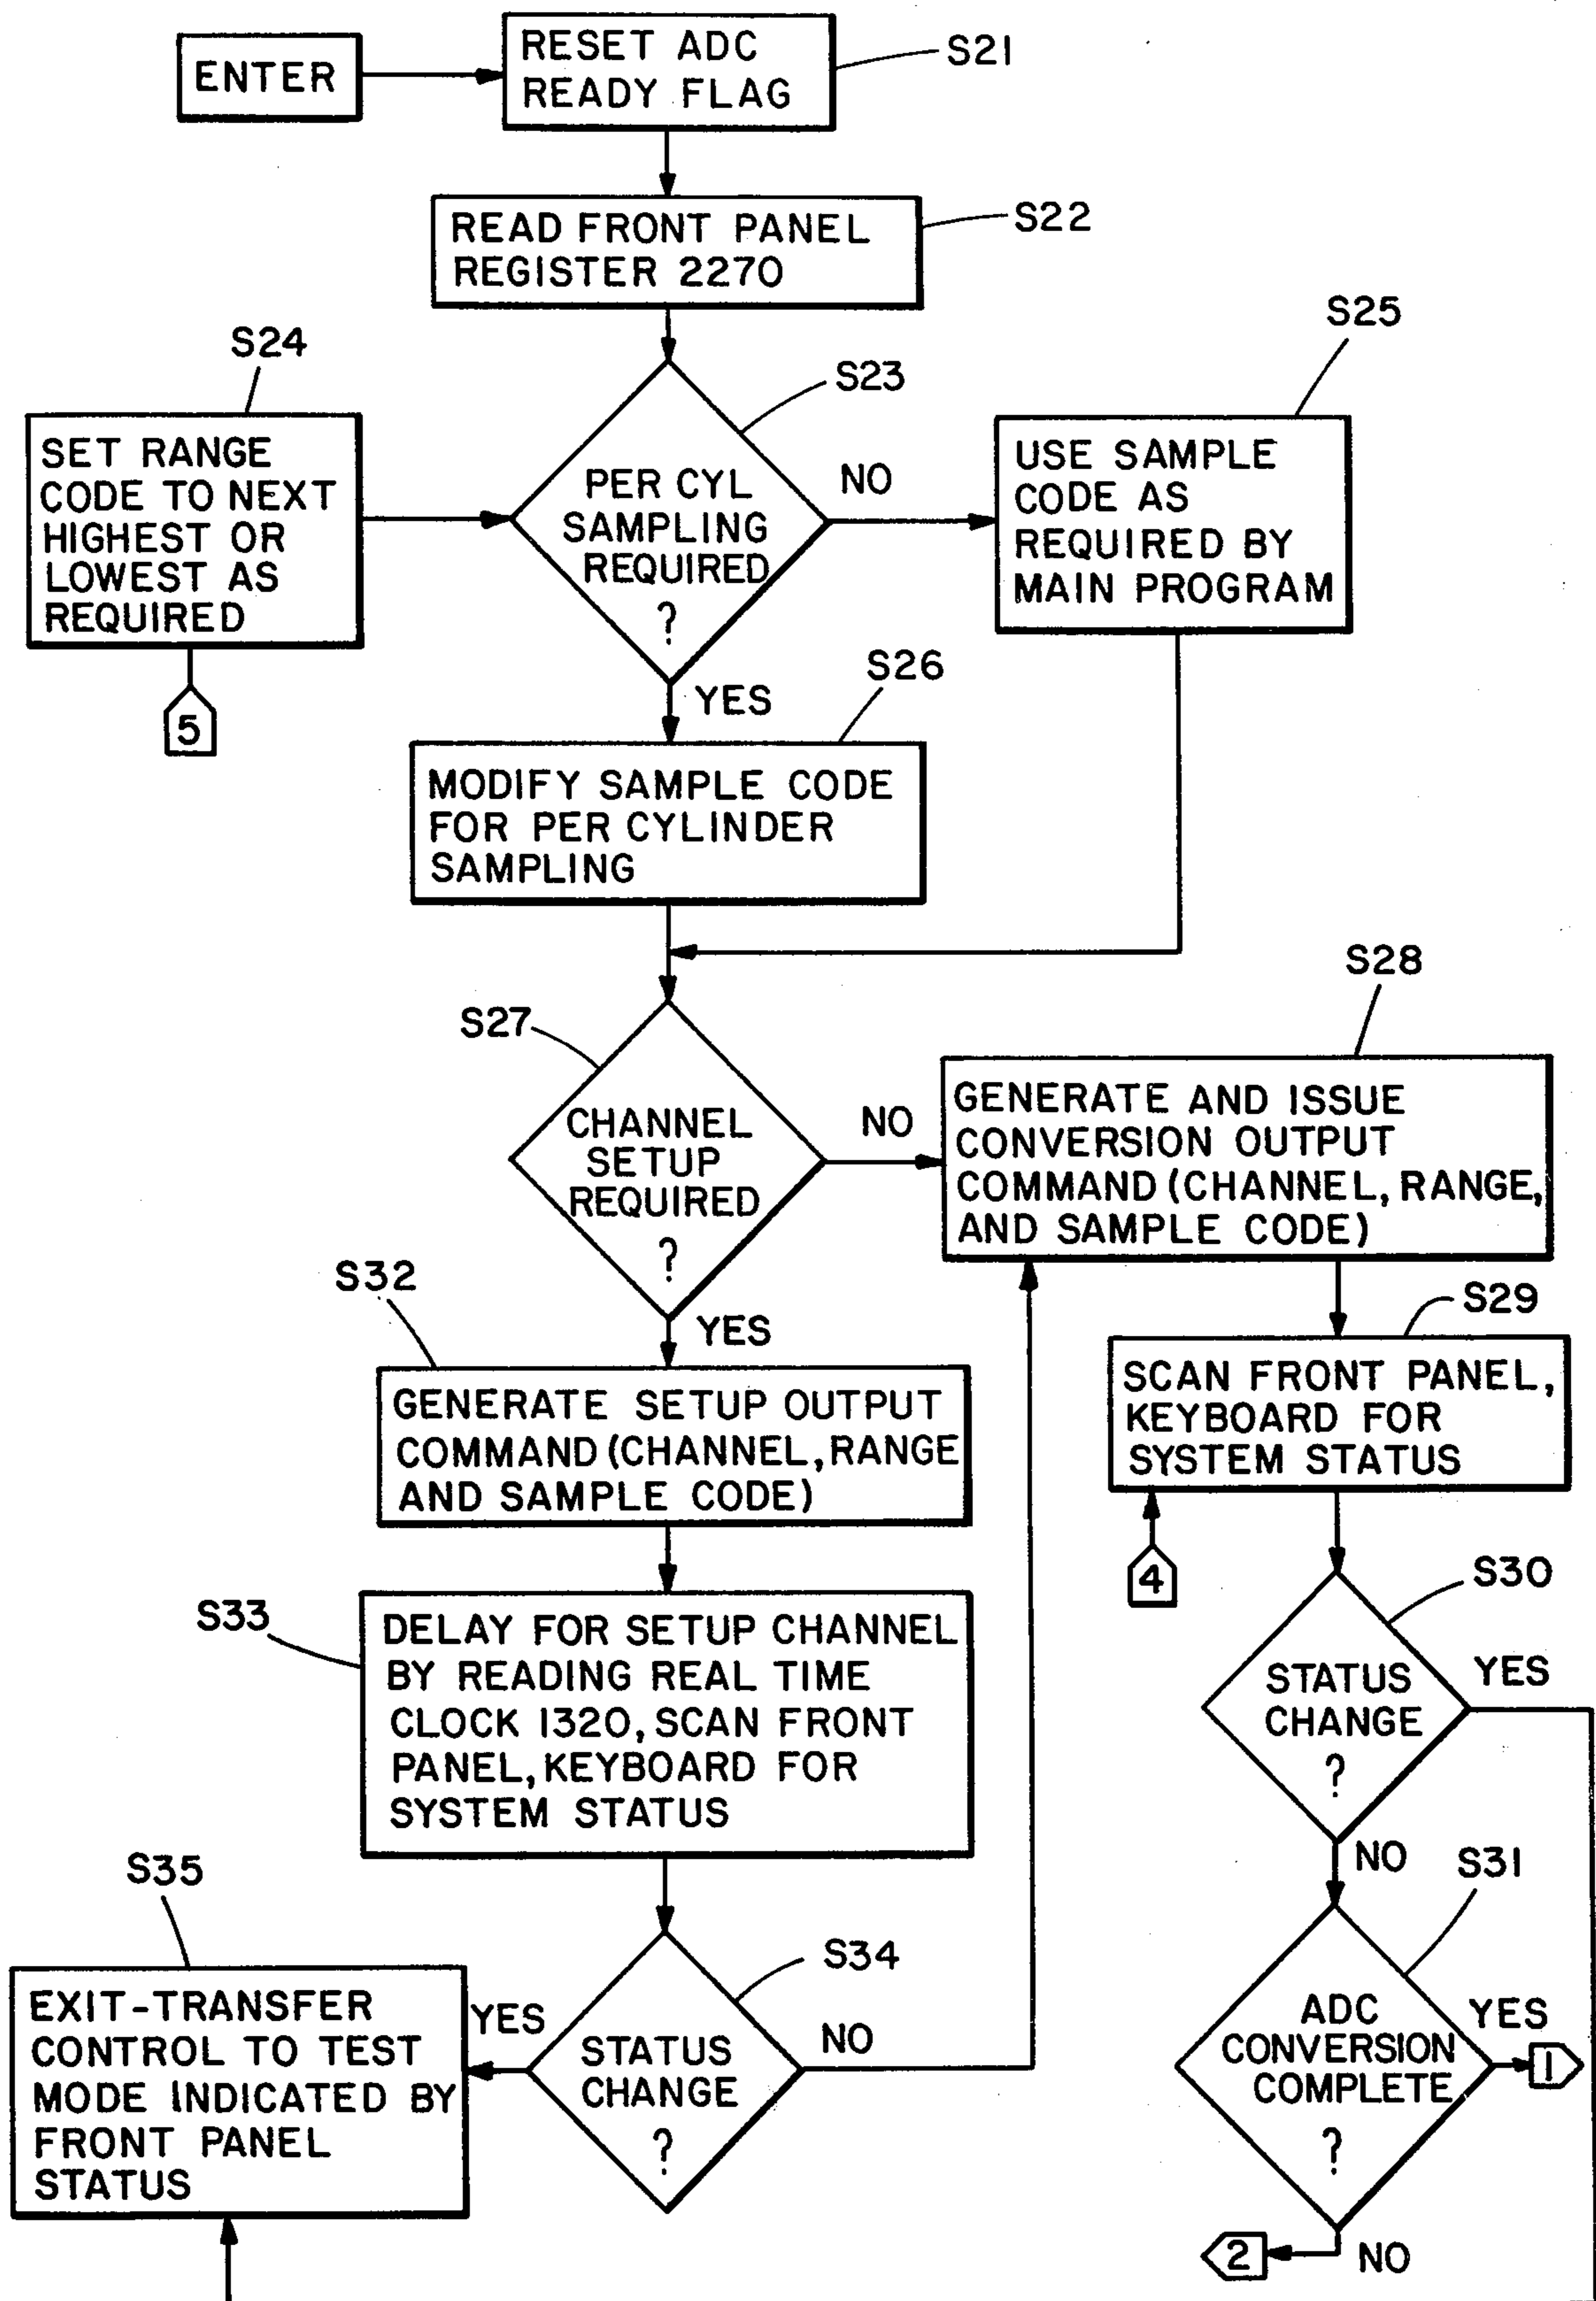 ENTER
RESET ADC
READY FLAG
S21
READ FRONT PANEL
REGISTER 2270
S22
S24
SET RANGE
CODE TO NEXT
HIGHEST OR
LOWEST AS
REQUIRED
5
S23
PER CYL
SAMPLING
REQUIRED
?
NO
YES
S25
USE SAMPLE
CODE AS
REQUIRED BY
MAIN PROGRAM
S26
MODIFY SAMPLE CODE
FOR PER CYLINDER
SAMPLING
S27
CHANNEL
SETUP
REQUIRED
?
NO
YES
S28
GENERATE AND ISSUE
CONVERSION OUTPUT
COMMAND (CHANNEL, RANGE,
AND SAMPLE CODE)
S29
SCAN FRONT PANEL,
KEYBOARD FOR
SYSTEM STATUS
4
S32
GENERATE SETUP OUTPUT
COMMAND (CHANNEL, RANGE
AND SAMPLE CODE)
S30
STATUS
CHANGE
?
YES
NO
S33
DELAY FOR SETUP CHANNEL
BY READING REAL TIME
CLOCK 1320, SCAN FRONT
PANEL, KEYBOARD FOR
SYSTEM STATUS
S31
ADC
CONVERSION
COMPLETE
?
YES
1
NO
2
S34
STATUS
CHANGE
?
YES
NO
S35
EXIT-TRANSFER
CONTROL TO TEST
MODE INDICATED BY
FRONT PANEL
STATUS